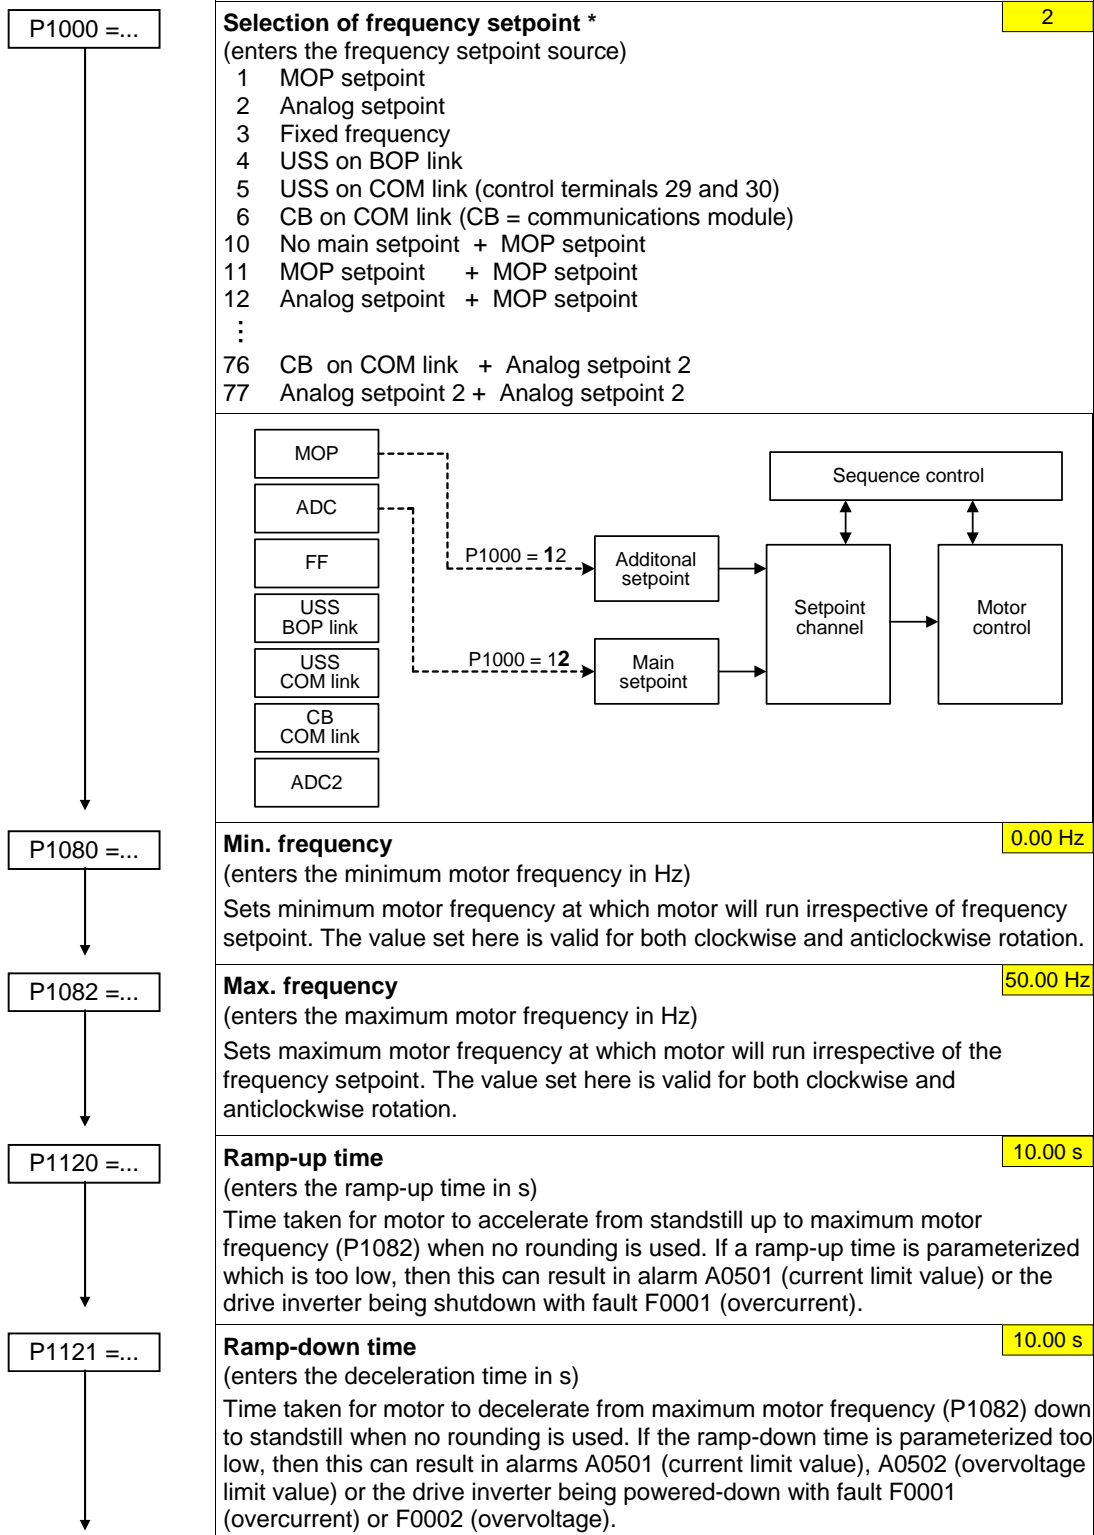 P1000 =...
Selection of frequency setpoint *
2
(enters the frequency setpoint source)
1 MOP setpoint
2 Analog setpoint
3 Fixed frequency
4 USS on BOP link
5 USS on COM link (control terminals 29 and 30)
6 CB on COM link (CB = communications module)
10 No main setpoint + MOP setpoint
11 MOP setpoint + MOP setpoint
12 Analog setpoint + MOP setpoint
⋮
76 CB on COM link + Analog setpoint 2
77 Analog setpoint 2 + Analog setpoint 2
MOP
ADC
FF
USS
BOP link
USS
COM link
CB
COM link
ADC2
P1000 = 12
P1000 = 12
Additonal
setpoint
Main
setpoint
Sequence control
Setpoint
channel
Motor
control
P1080 =...
Min. frequency
0.00 Hz
(enters the minimum motor frequency in Hz)
Sets minimum motor frequency at which motor will run irrespective of frequency
setpoint. The value set here is valid for both clockwise and anticlockwise rotation.
P1082 =...
Max. frequency
50.00 Hz
(enters the maximum motor frequency in Hz)
Sets maximum motor frequency at which motor will run irrespective of the
frequency setpoint. The value set here is valid for both clockwise and
anticlockwise rotation.
P1120 =...
Ramp-up time
10.00 s
(enters the ramp-up time in s)
Time taken for motor to accelerate from standstill up to maximum motor
frequency (P1082) when no rounding is used. If a ramp-up time is parameterized
which is too low, then this can result in alarm A0501 (current limit value) or the
drive inverter being shutdown with fault F0001 (overcurrent).
P1121 =...
Ramp-down time
10.00 s
(enters the deceleration time in s)
Time taken for motor to decelerate from maximum motor frequency (P1082) down
to standstill when no rounding is used. If the ramp-down time is parameterized too
low, then this can result in alarms A0501 (current limit value), A0502 (overvoltage
limit value) or the drive inverter being powered-down with fault F0001
(overcurrent) or F0002 (overvoltage).